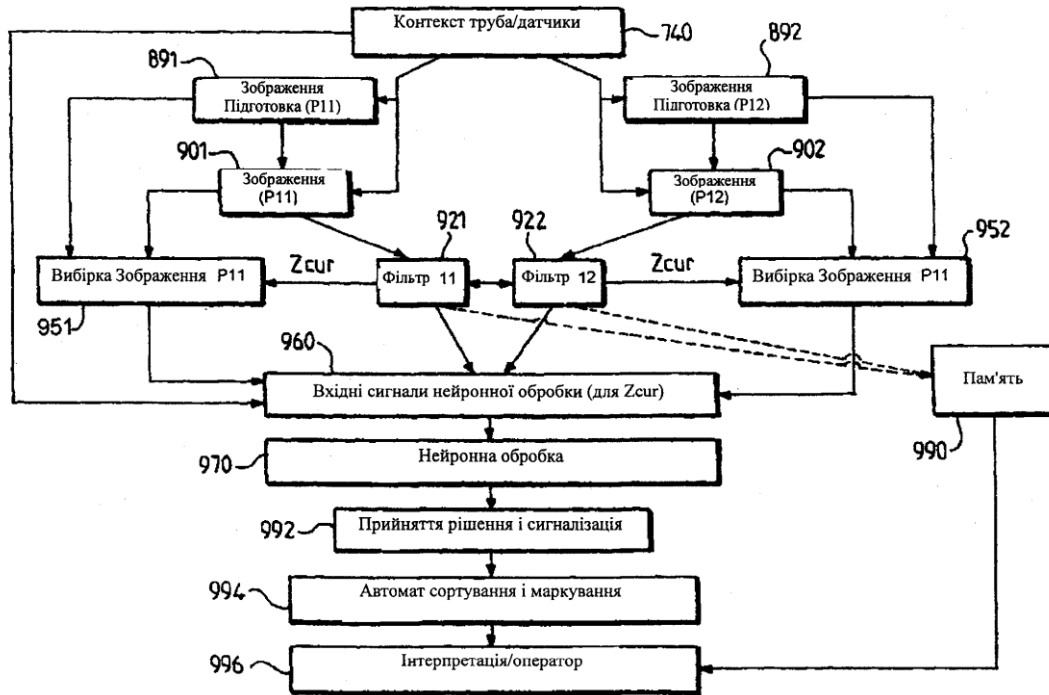 Контекст труба/датчики
740
891
892
Зображення
Підготовка (P11)
Зображення
Підготовка (P12)
901
902
Зображення
(P11)
Зображення
(P12)
921
922
952
Вибірка Зображення P11
Zcur
Фільтр 11
Фільтр 12
Zcur
Вибірка Зображення P11
951
960
Вхідні сигнали нейронної обробки (для Zcur)
Пам'ять
990
970
Нейронна обробка
992
Прийняття рішення і сигналізація
994
Автомат сортування і маркування
996
Інтерпретація/оператор